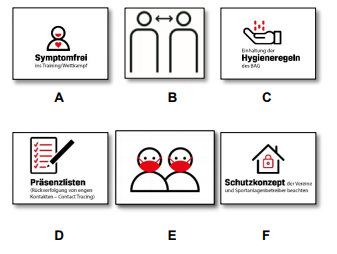 Symptomfrei
ins Training/Wettkampf
A
B
Einhaltung der
Hygieneregeln
des BAG
C
Präsenzlisten
(Rückverfolgung von engen
Kontakten – Contact Tracing)
D
E
Schutzkonzept der Vereine
und Sportanlagenbetreiber beachten
F